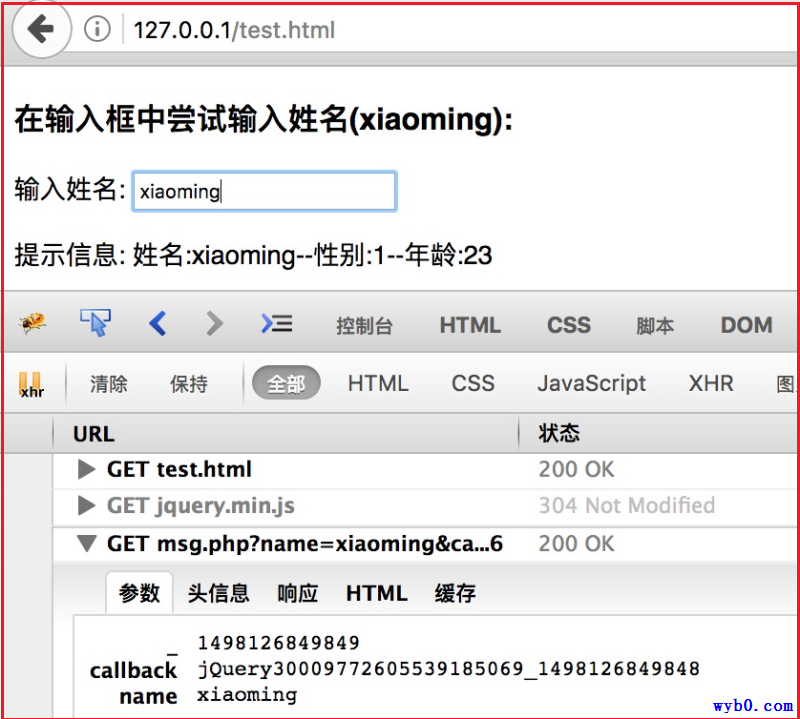 127.0.0.1/test.html
在输入框中尝试输入姓名(xiaoming):
输入姓名: xiaoming
提示信息: 姓名:xiaoming--性别:1--年龄:23
控制台 HTML CSS 脚本 DOM
xhr 清除 保持 全部 HTML CSS JavaScript XHR 图
URL 状态
GET test.html 200 OK
GET jquery.min.js 304 Not Modified
GET msg.php?name=xiaoming&ca...6 200 OK
参数 头信息 响应 HTML 缓存
_ 1498126849849
callback jQuery30009772605539185069_1498126849848
name xiaoming
wyb0.com